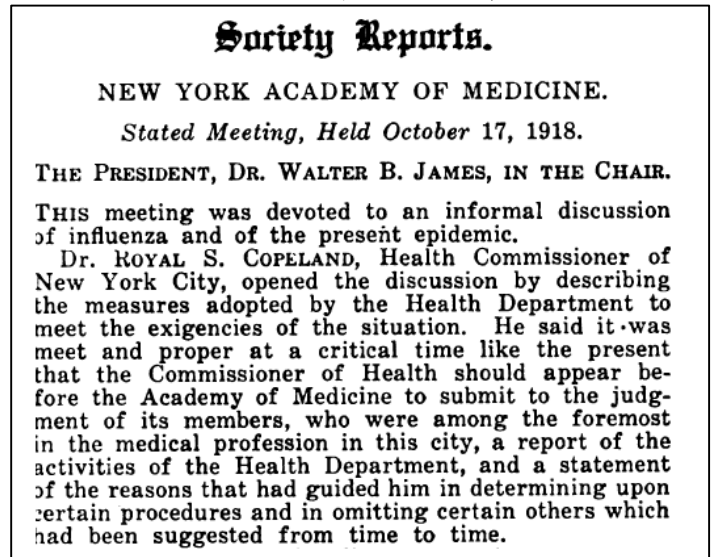 Society Reports.
NEW YORK ACADEMY OF MEDICINE.
Stated Meeting, Held October 17, 1918.
THE PRESIDENT, DR. WALTER B. JAMES, IN THE CHAIR.
THIS meeting was devoted to an informal discussion
of influenza and of the present epidemic.
Dr. ROYAL S. COPELAND, Health Commissioner of
New York City, opened the discussion by describing
the measures adopted by the Health Department to
meet the exigencies of the situation. He said it was
meet and proper at a critical time like the present
that the Commissioner of Health should appear be-
fore the Academy of Medicine to submit to the judg-
ment of its members, who were among the foremost
in the medical profession in this city, a report of the
activities of the Health Department, and a statement
of the reasons that had guided him in determining upon
certain procedures and in omitting certain others which
had been suggested from time to time.